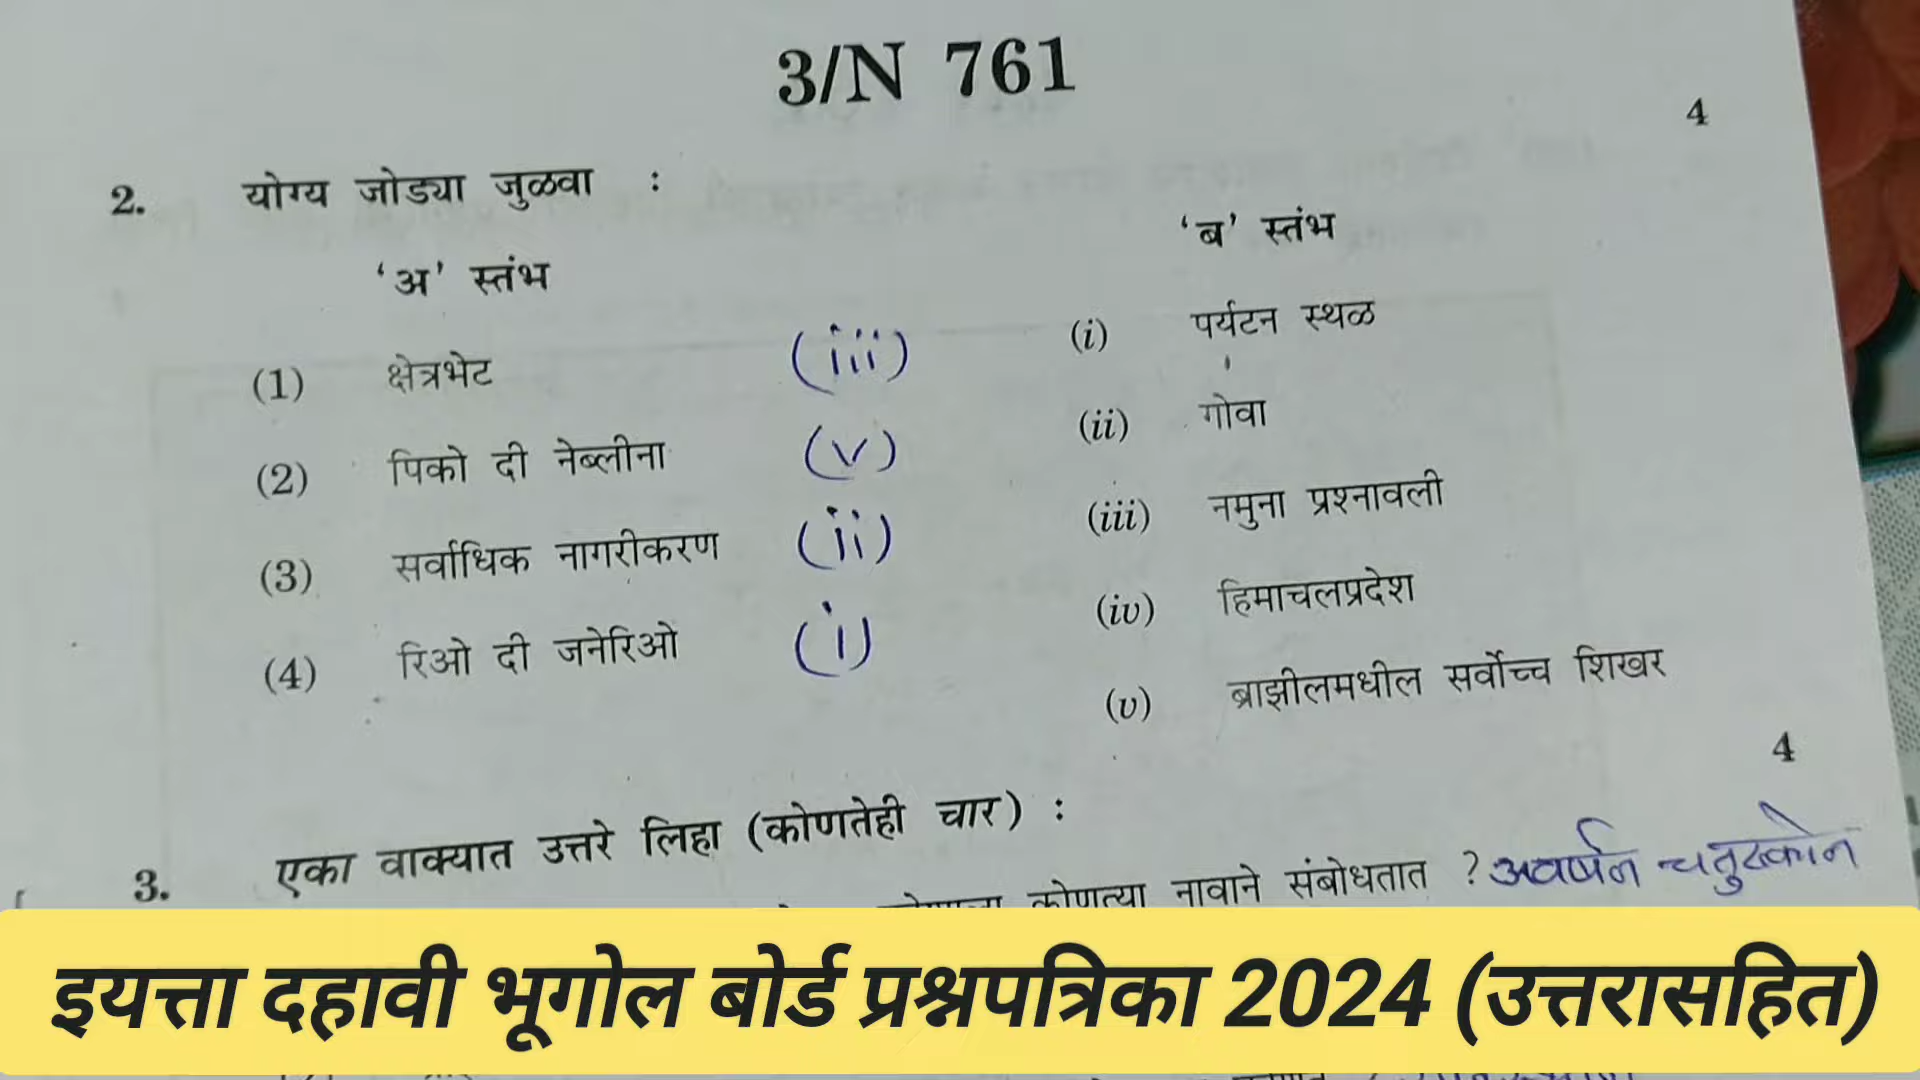 3/N 761
4
2. योग्य जोड्या जुळवा :
'अ' स्तंभ 'ब' स्तंभ
(1) क्षेत्रभेट (iii) (i) पर्यटन स्थळ
(2) पिको दी नेब्लीना (v) (ii) गोवा
(3) सर्वाधिक नागरीकरण (ii) (iii) नमुना प्रश्नावली
(4) रिओ दी जनेरिओ (i) (iv) हिमाचलप्रदेश
(v) ब्राझीलमधील सर्वोच्च शिखर
4
3. एका वाक्यात उत्तरे लिहा (कोणतेही चार) :
कोणत्या नावाने संबोधतात ? अवर्षन चतुष्कोन
इयत्ता दहावी भूगोल बोर्ड प्रश्नपत्रिका 2024 (उत्तरासहित)